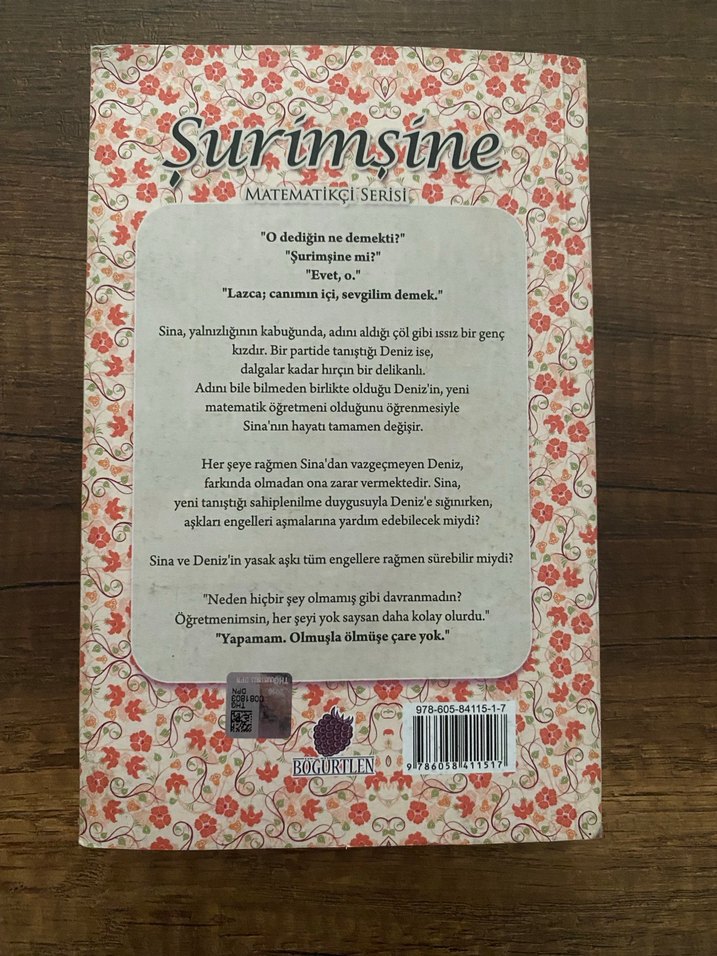 Şurimşine
MATEMATİKÇİ SERİSİ
"O dediğin ne demekti?"
"Şurimşine mi?"
"Evet, o."
"Lazca; canımın içi, sevgilim demek."
Sina, yalnızlığının kabuğunda, adını aldığı çöl gibi ıssız bir genç
kızdır. Bir partide tanıştığı Deniz ise,
dalgalar kadar hırçın bir delikanlı.
Adını bile bilmeden birlikte olduğu Deniz'in, yeni
matematik öğretmeni olduğunu öğrenmesiyle
Sina'nın hayatı tamamen değişir.
Her şeye rağmen Sina'dan vazgeçmeyen Deniz,
farkında olmadan ona zarar vermektedir. Sina,
yeni tanıştığı sahiplenilme duygusuyla Deniz'e sığınırken,
aşkları engelleri aşmalarına yardım edebilecek miydi?
Sina ve Deniz'in yasak aşkı tüm engellere rağmen sürebilir miydi?
"Neden hiçbir şey olmamış gibi davranmadın?
Öğretmenimsin, her şeyi yok saysan daha kolay olurdu."
"Yapamam. Olmuşla ölmüşe çare yok."
THG
OPN
0081803
BÖĞÜRTLEN
978-605-84115-1-7
9 786058 411517